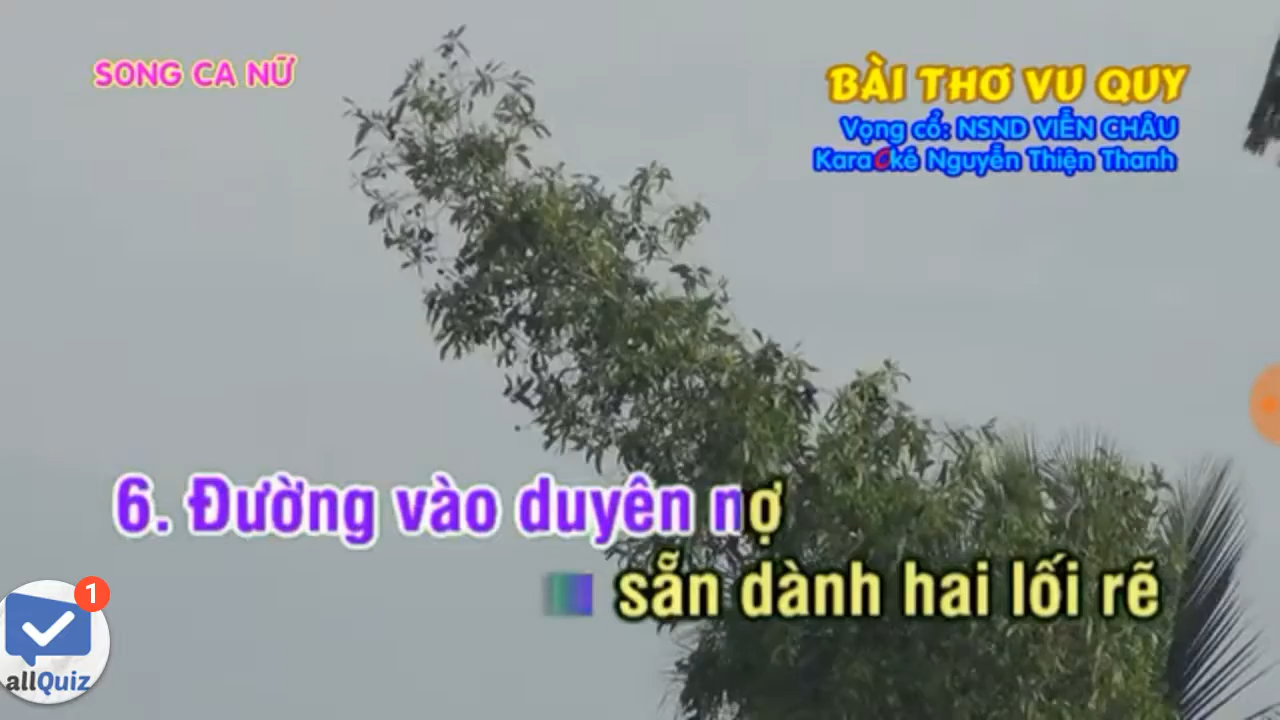 SONG CA NỮ
BÀI THƠ VU QUY
Vọng cổ: NSND VIỄN CHÂU
KaraOké Nguyễn Thiện Thanh
6. Đường vào duyên nợ
sẵn dành hai lối rẽ
1
allQuiz